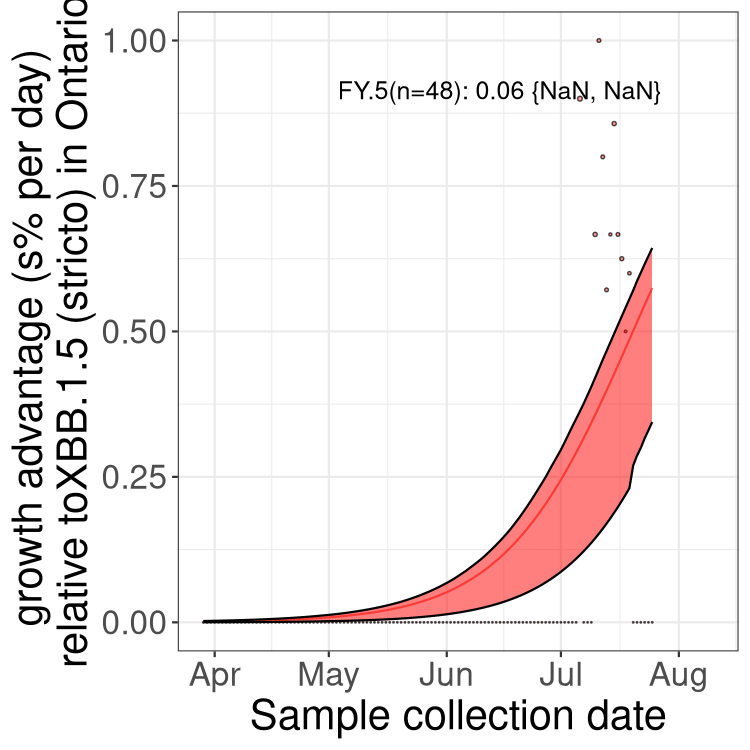 growth advantage (s% per day)
relative toXBB.1.5 (stricto) in Ontario
1.00
0.75
0.50
0.25
0.00
FY.5(n=48): 0.06 {NaN, NaN}
Apr May Jun Jul Aug
Sample collection date